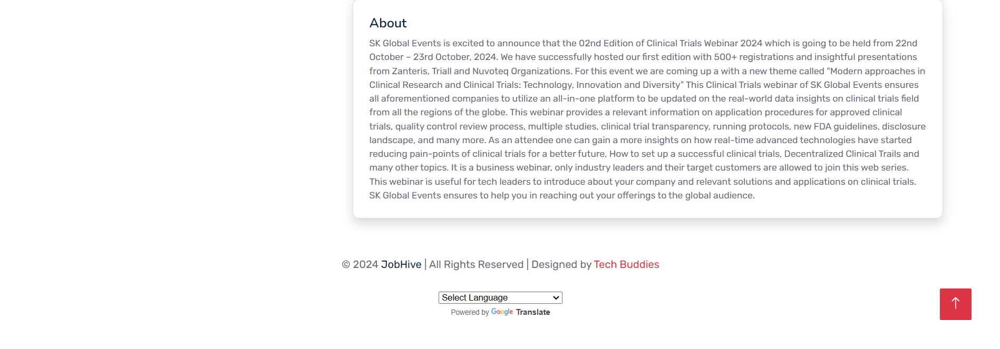 About
SK Global Events is excited to announce that the 02nd Edition of Clinical Trials Webinar 2024 which is going to be held from 22nd
October – 23rd October, 2024. We have successfully hosted our first edition with 500+ registrations and insightful presentations
from Zanteris, Triall and Nuvoteq Organizations. For this event we are coming up a with a new theme called "Modern approaches in
Clinical Research and Clinical Trials: Technology, Innovation and Diversity" This Clinical Trials webinar of SK Global Events ensures
all aforementioned companies to utilize an all-in-one platform to be updated on the real-world data insights on clinical trials field
from all the regions of the globe. This webinar provides a relevant information on application procedures for approved clinical
trials, quality control review process, multiple studies, clinical trial transparency, running protocols, new FDA guidelines, disclosure
landscape, and many more. As an attendee one can gain a more insights on how real-time advanced technologies have started
reducing pain-points of clinical trials for a better future, How to set up a successful clinical trials, Decentralized Clinical Trails and
many other topics. It is a business webinar, only industry leaders and their target customers are allowed to join this web series.
This webinar is useful for tech leaders to introduce about your company and relevant solutions and applications on clinical trials.
SK Global Events ensures to help you in reaching out your offerings to the global audience.
© 2024 JobHive | All Rights Reserved | Designed by Tech Buddies
Select Language
Powered by Google Translate